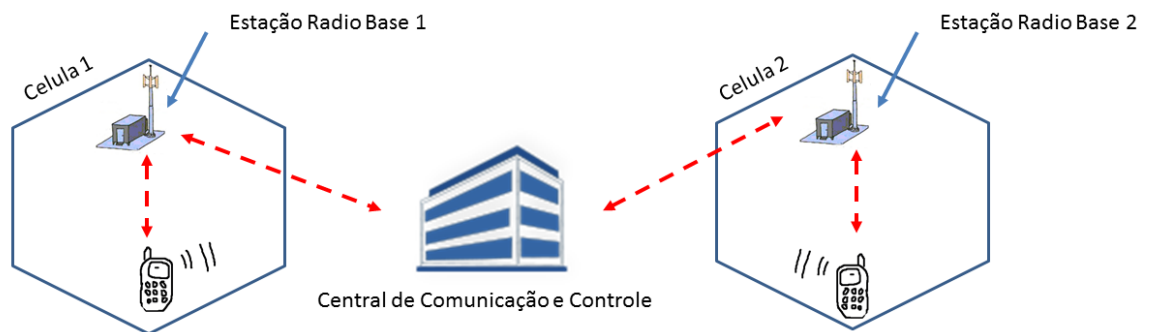 Estação Radio Base 1
Estação Radio Base 2
Celula 1
Celula 2
Central de Comunicação e Controle